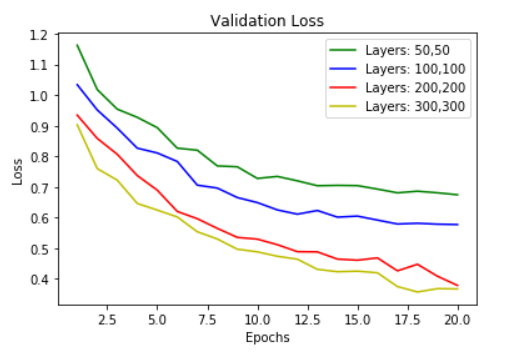 Validation Loss
Layers: 50,50
Layers: 100,100
Layers: 200,200
Layers: 300,300
Loss
1.2
1.1
1.0
0.9
0.8
0.7
0.6
0.5
0.4
2.5 5.0 7.5 10.0 12.5 15.0 17.5 20.0
Epochs